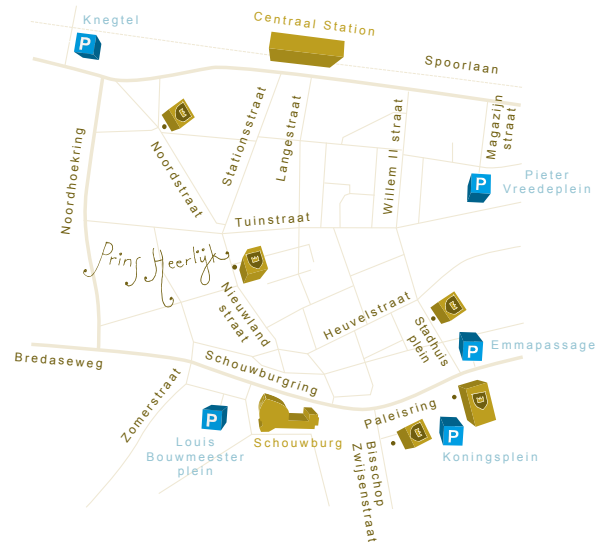 Knegtel
P
Centraal Station
Spoorlaan
Noordhoekring
Noordstraat
Stationsstraat
Langestraat
Willem II straat
Magazijn
straat
P
Pieter
Vreedeplein
Tuinstraat
Prins Heerlijk
Nieuwland
straat
Heuvelstraat
Stadhuis
plein
P
Emmapassage
Bredaseweg
Schouwburgring
Zomerstraat
P
Louis
Bouwmeester
plein
Schouwburg
Paleisring
P
Koningsplein
Bisschop
Zwijsenstraat